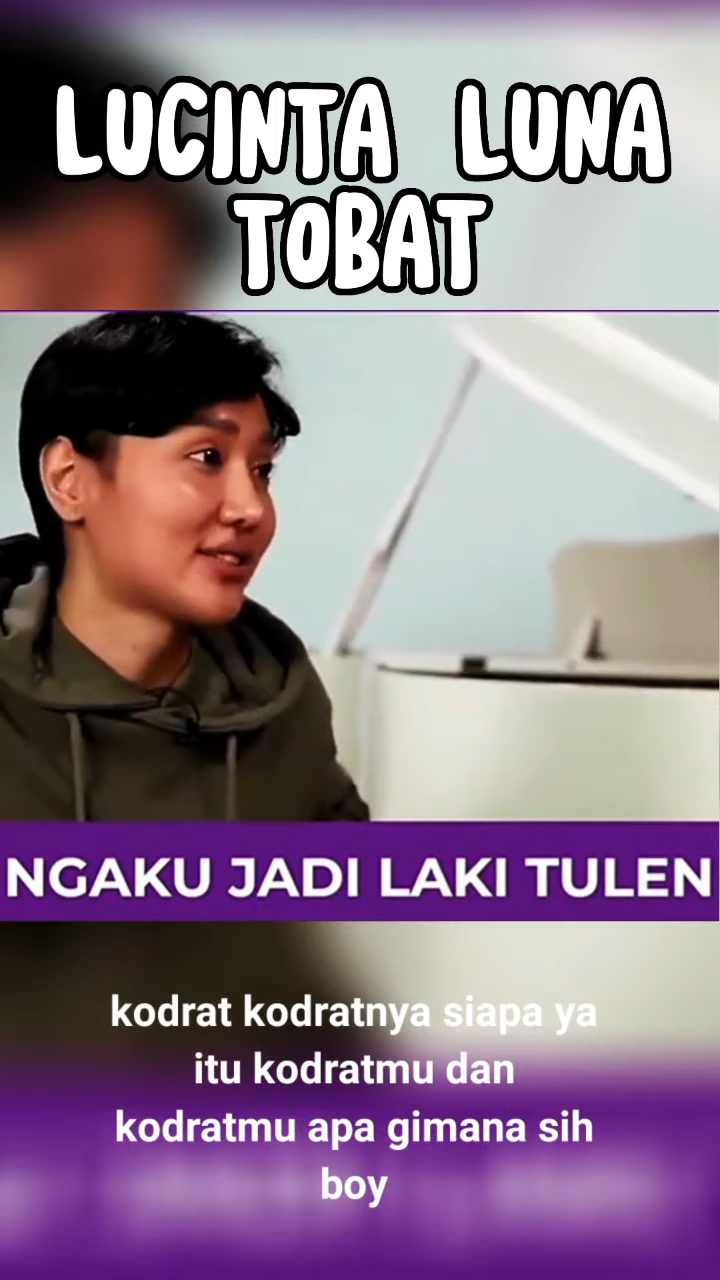 LUCINTA LUNA
TOBAT
NGAKU JADI LAKI TULEN
kodrat kodratnya siapa ya
itu kodratmu dan
kodratmu apa gimana sih
boy